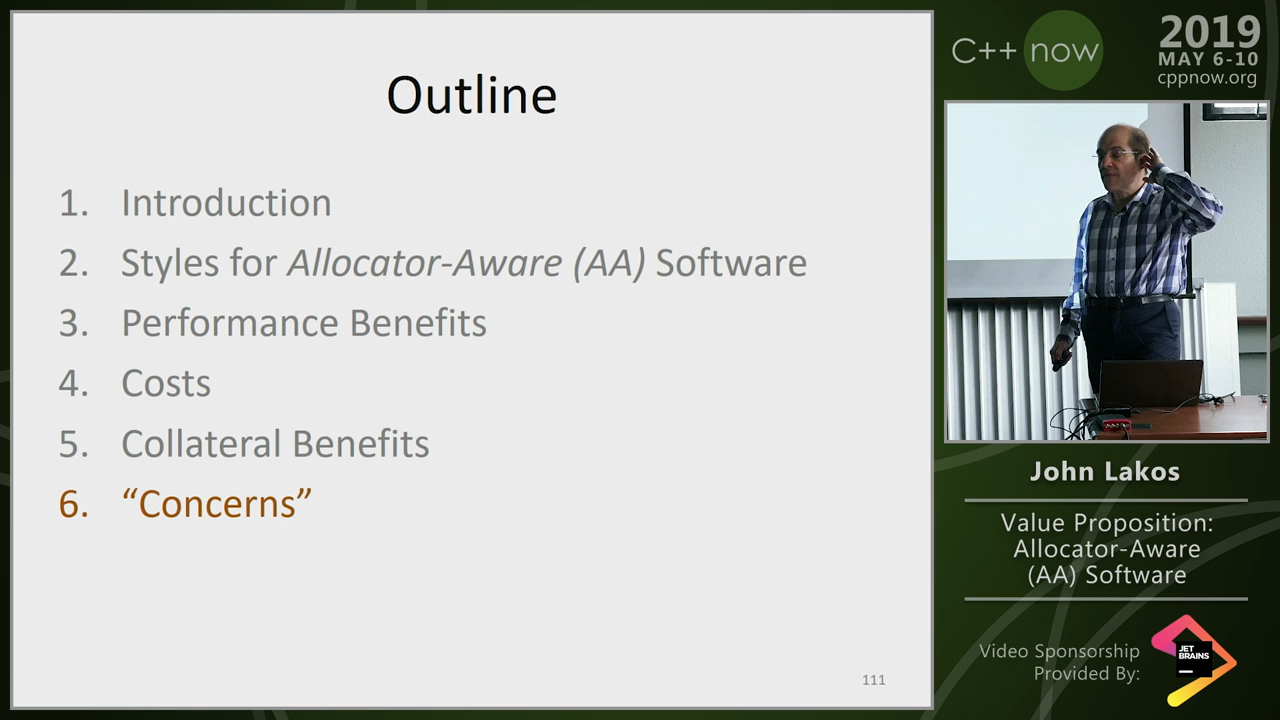 Outline
1. Introduction
2. Styles for Allocator-Aware (AA) Software
3. Performance Benefits
4. Costs
5. Collateral Benefits
6. “Concerns”
111
C++ now
2019
MAY 6-10
cppnow.org
John Lakos
Value Proposition:
Allocator-Aware
(AA) Software
Video Sponsorship
Provided By:
JET
BRAINS